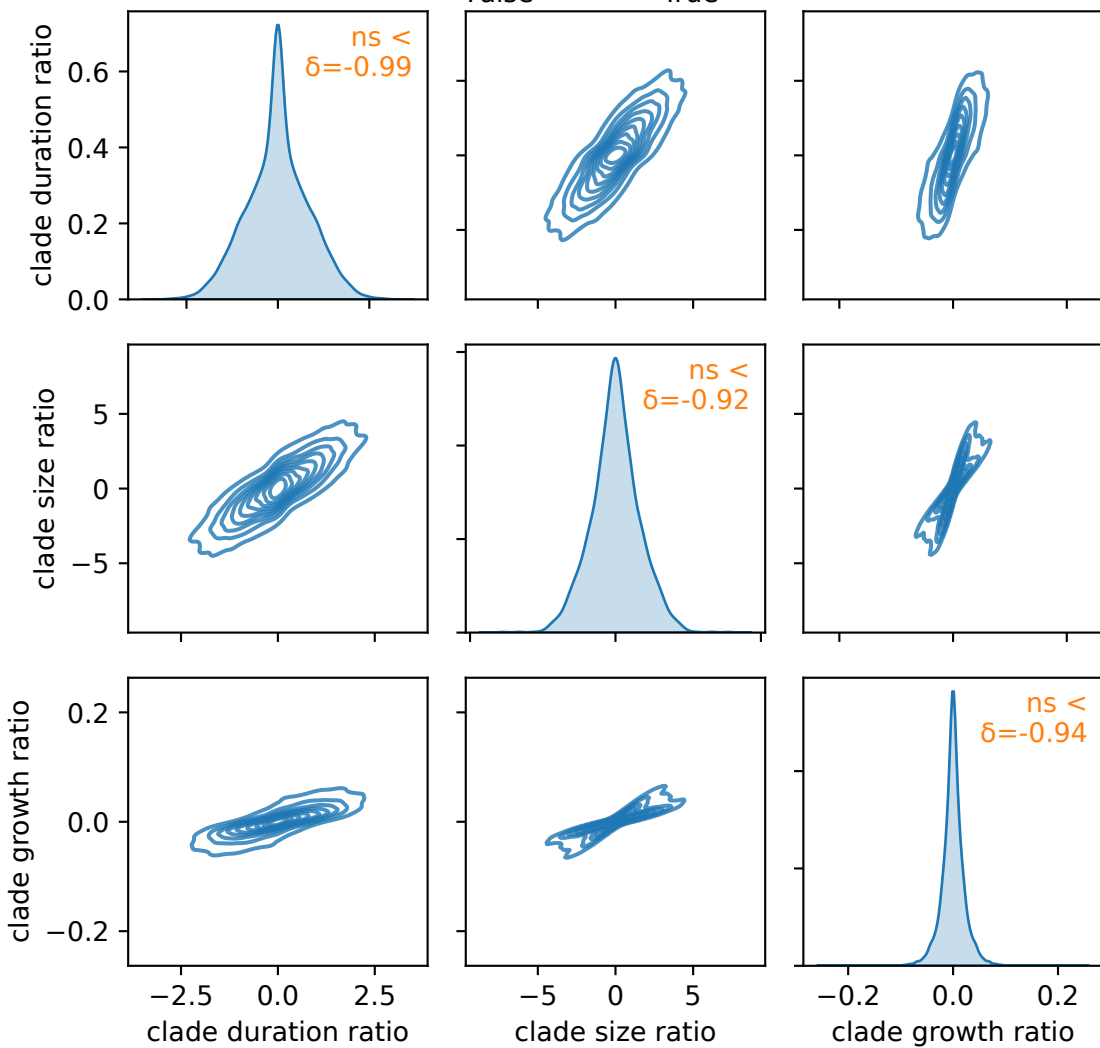 True
clade duration ratio
0.6
0.4
0.2
0.0
ns <
δ=-0.99
clade size ratio
5
0
−5
ns <
δ=-0.92
clade growth ratio
0.2
0.0
−0.2
ns <
δ=-0.94
−2.5 0.0 2.5
−5 0 5
−0.2 0.0 0.2
clade duration ratio
clade size ratio
clade growth ratio